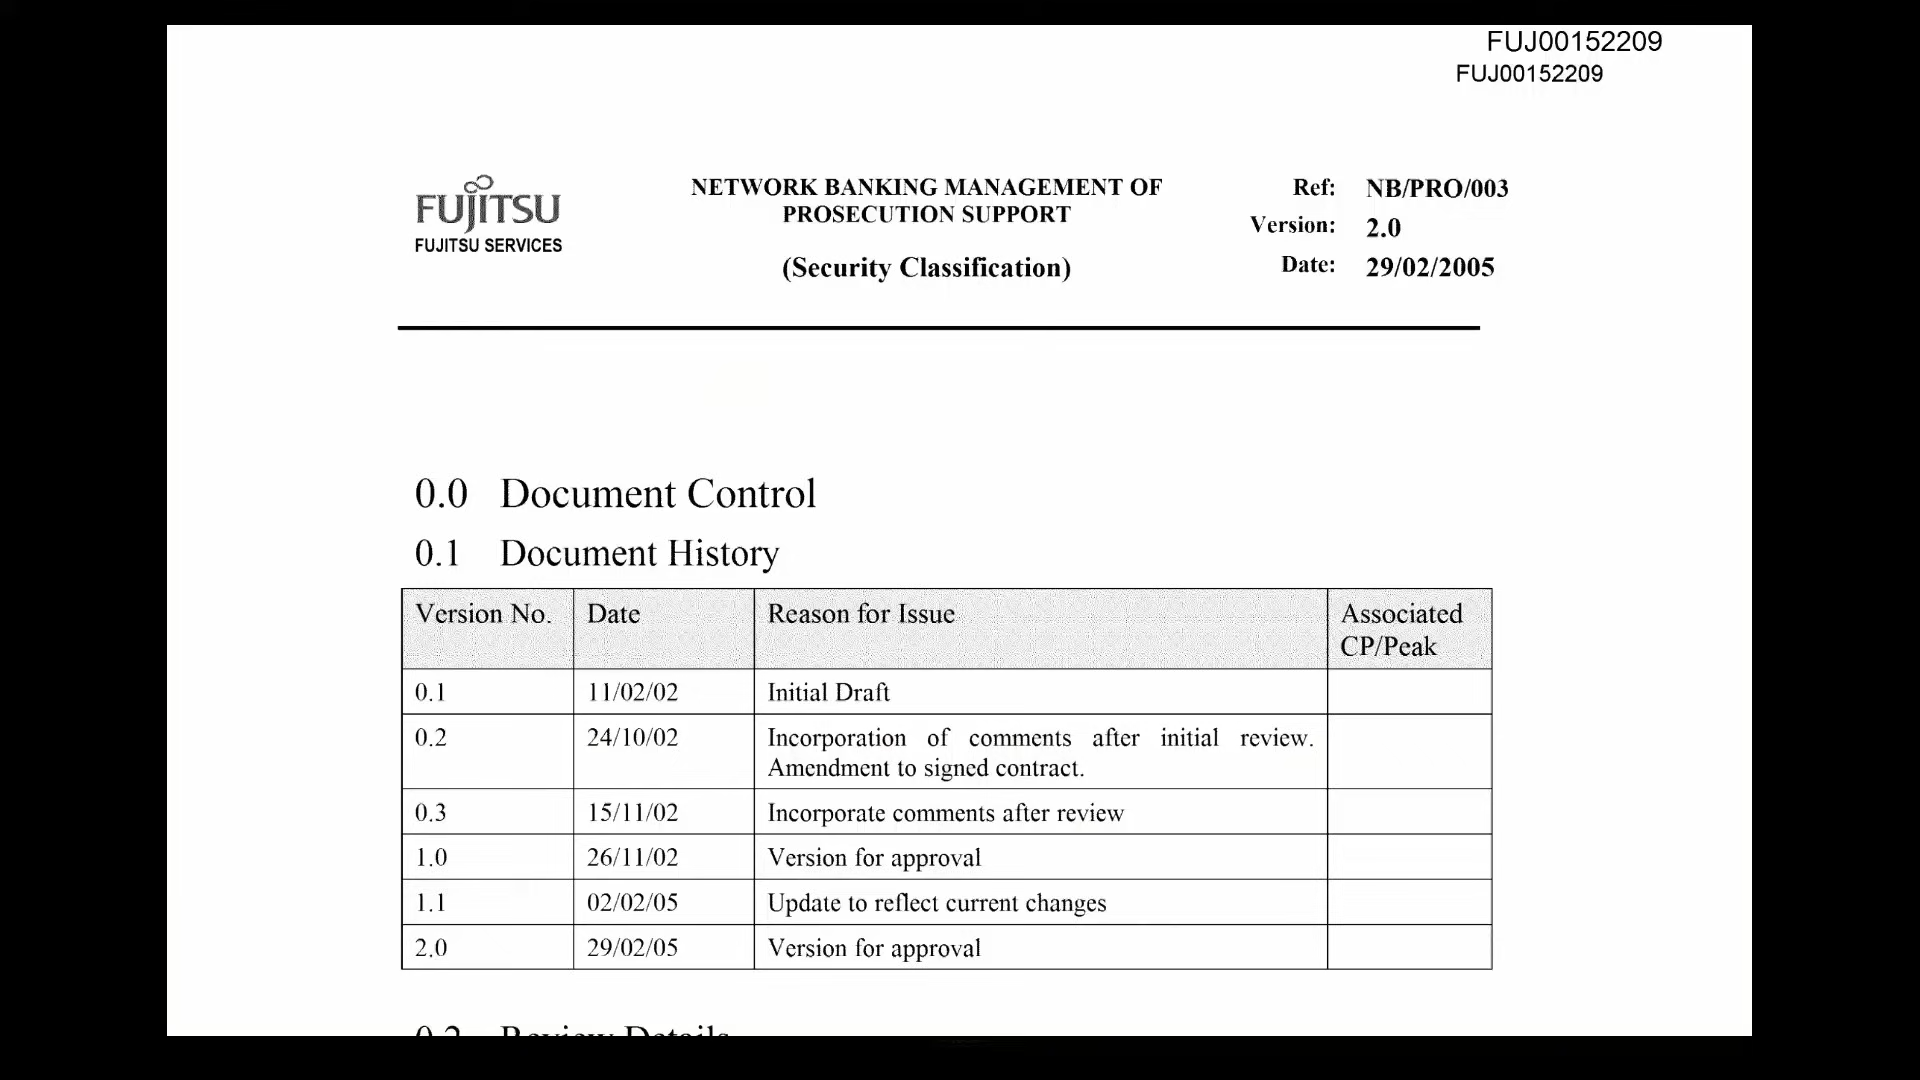 FUJ00152209
FUJ00152209
FUJITSU
FUJITSU SERVICES
NETWORK BANKING MANAGEMENT OF
PROSECUTION SUPPORT
(Security Classification)
Ref: NB/PRO/003
Version: 2.0
Date: 29/02/2005
0.0 Document Control
0.1 Document History
Version No. Date Reason for Issue Associated
CP/Peak
0.1 11/02/02 Initial Draft
0.2 24/10/02 Incorporation of comments after initial review.
Amendment to signed contract.
0.3 15/11/02 Incorporate comments after review
1.0 26/11/02 Version for approval
1.1 02/02/05 Update to reflect current changes
2.0 29/02/05 Version for approval
0.2 Review Details